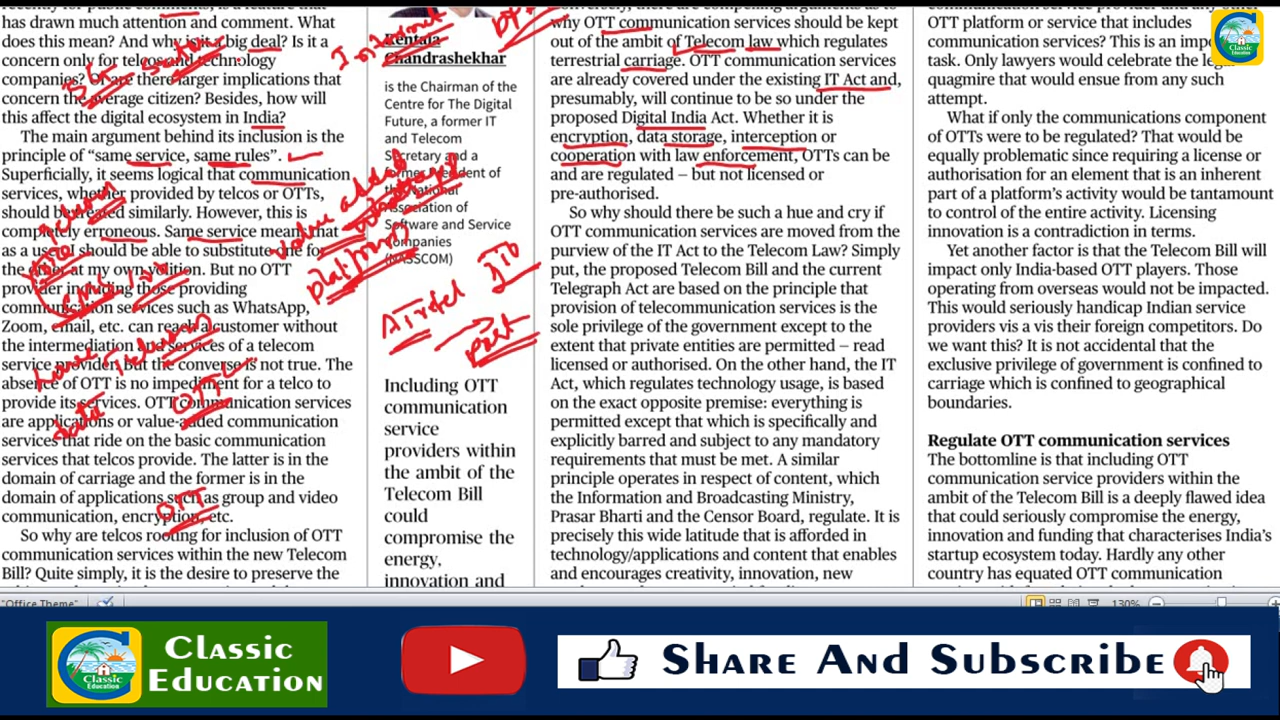 recently for public comments, is a feature that
has drawn much attention and comment. What
does this mean? And why is it a big deal? Is it a
concern only for telcos and technology
companies? Or are there larger implications that
concern the average citizen? Besides, how will
this affect the digital ecosystem in India?
The main argument behind its inclusion is the
principle of “same service, same rules”.
Superficially, it seems logical that communication
services, whether provided by telcos or OTTs,
should be treated similarly. However, this is
completely erroneous. Same service means that
as a user I should be able to substitute one for
the other at my own volition. But no OTT
provider including those providing
communication services such as WhatsApp,
Zoom, email, etc. can reach a customer without
the intermediation and services of a telecom
service provider. But the converse is not true. The
absence of OTT is no impediment for a telco to
provide its services. OTT communication services
are applications or value-added communication
services that ride on the basic communication
services that telcos provide. The latter is in the
domain of carriage and the former is in the
domain of applications such as group and video
communication, encryption, etc.
So why are telcos rooting for inclusion of OTT
communication services within the new Telecom
Bill? Quite simply, it is the desire to preserve the
Internet
value added
platform
Airtel
JIO
OTT
OTT
Rentala
Chandrashekhar
is the Chairman of the
Centre for The Digital
Future, a former IT
and Telecom
Secretary and a
former President of
the National
Association of
Software and Service
Companies
(NASSCOM)
Including OTT
communication
service
providers within
the ambit of the
Telecom Bill
could
compromise the
energy,
innovation and
conversely, there are compelling arguments as to
why OTT communication services should be kept
out of the ambit of Telecom law which regulates
terrestrial carriage. OTT communication services
are already covered under the existing IT Act and,
presumably, will continue to be so under the
proposed Digital India Act. Whether it is
encryption, data storage, interception or
cooperation with law enforcement, OTTs can be
and are regulated – but not licensed or
pre-authorised.
So why should there be such a hue and cry if
OTT communication services are moved from the
purview of the IT Act to the Telecom Law? Simply
put, the proposed Telecom Bill and the current
Telegraph Act are based on the principle that
provision of telecommunication services is the
sole privilege of the government except to the
extent that private entities are permitted – read
licensed or authorised. On the other hand, the IT
Act, which regulates technology usage, is based
on the exact opposite premise: everything is
permitted except that which is specifically and
explicitly barred and subject to any mandatory
requirements that must be met. A similar
principle operates in respect of content, which
the Information and Broadcasting Ministry,
Prasar Bharti and the Censor Board, regulate. It is
precisely this wide latitude that is afforded in
technology/applications and content that enables
and encourages creativity, innovation, new
communication service provider and any other
OTT platform or service that includes
communication services? This is an
task. Only lawyers would celebrate the
quagmire that would ensue from any such
attempt.
What if only the communications component
of OTTs were to be regulated? That would be
equally problematic since requiring a license or
authorisation for an elenent that is an inherent
part of a platform's activity would be tantamount
to control of the entire activity. Licensing
innovation is a contradiction in terms.
Yet another factor is that the Telecom Bill will
impact only India-based OTT players. Those
operating from overseas would not be impacted.
This would seriously handicap Indian service
providers vis a vis their foreign competitors. Do
we want this? It is not accidental that the
exclusive privilege of government is confined to
carriage which is confined to geographical
boundaries.
Regulate OTT communication services
The bottomline is that including OTT
communication service providers within the
ambit of the Telecom Bill is a deeply flawed idea
that could seriously compromise the energy,
innovation and funding that characterises India's
startup ecosystem today. Hardly any other
country has equated OTT communication
Classic
Education
"Office Theme"
130%
Classic
Education
Share And Subscribe